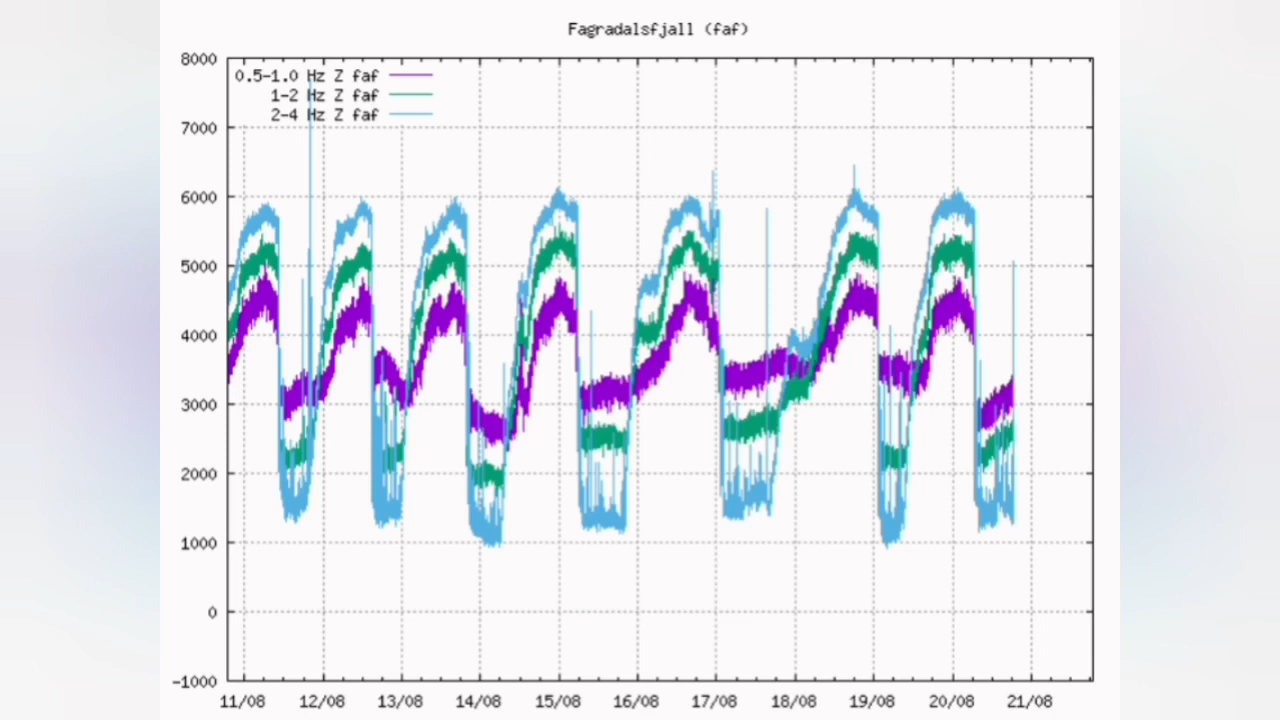 Fagradalsfjall (faf)
8000
0.5-1.0 Hz Z faf
1-2 Hz Z faf
2-4 Hz Z faf
7000
6000
5000
4000
3000
2000
1000
0
-1000
11/08 12/08 13/08 14/08 15/08 16/08 17/08 18/08 19/08 20/08 21/08